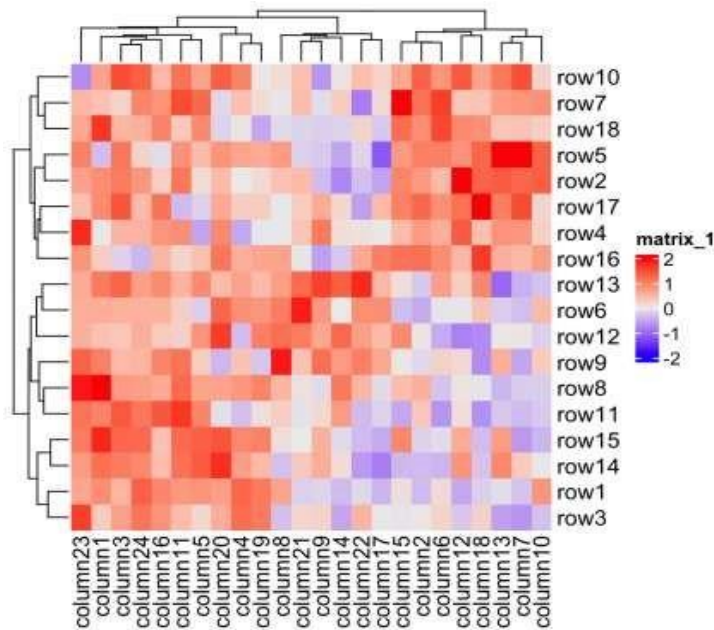 row10
row7
row18
row5
row2
row17
row4
row16
row13
row6
row12
row9
row8
row11
row15
row14
row1
row3
matrix_1
2
1
0
-1
-2
column23
column1
column3
column24
column16
column11
column5
column20
column4
column19
column8
column21
column9
column14
column22
column17
column15
column2
column6
column12
column18
column13
column7
column10